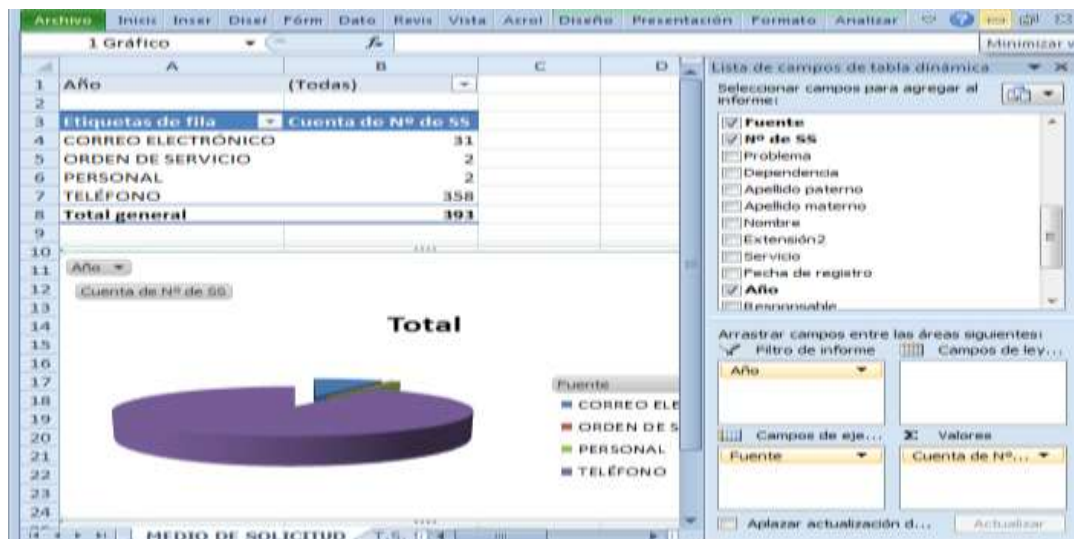 Archivo Inicic Inser Diseí Fórm Dato Revis Vista Acrol Diseño Presentación Formato Analizar
1 Gráfico fx Minimizar v
A B C D
Lista de campos de tabla dinámica
1 Año (Todas)
Seleccionar campos para agregar al informe:
2
3 Etiquetas de fila Cuenta de Nº de SS
4 CORREO ELECTRÓNICO 31
5 ORDEN DE SERVICIO 2
6 PERSONAL 2
7 TELÉFONO 358
8 Total general 393
9
10
11 Año
12 Cuenta de Nº de SS
13
14 Total
15
16
17 Fuente
18 CORREO ELE
19 ORDEN DE S
20
21 PERSONAL
22 TELÉFONO
23
24
Fuente
Nº de SS
Problema
Dependencia
Apellido paterno
Apellido materno
Nombre
Extensión2
Servicio
Fecha de registro
Año
Responsable
Arrastrar campos entre las áreas siguientes:
Filtro de informe Campos de ley...
Año
Campos de eje... Σ Valores
Fuente Cuenta de Nº...
Aplazar actualización d... Actualizar
MEDIO DE SOLICITUD T.S.